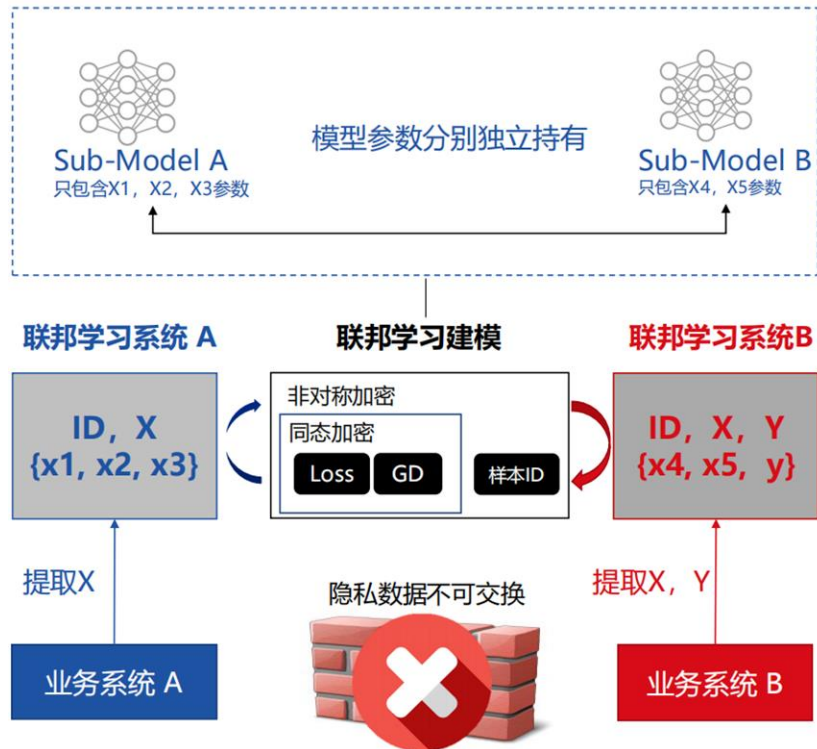 模型参数分别独立持有
Sub-Model A
只包含X1，X2，X3参数
Sub-Model B
只包含X4，X5参数
联邦学习系统 A
联邦学习建模
联邦学习系统B
ID，X
{x1, x2, x3}
非对称加密
同态加密
Loss
GD
样本ID
ID，X，Y
{x4, x5，y}
提取X
隐私数据不可交换
提取X，Y
业务系统 A
业务系统 B